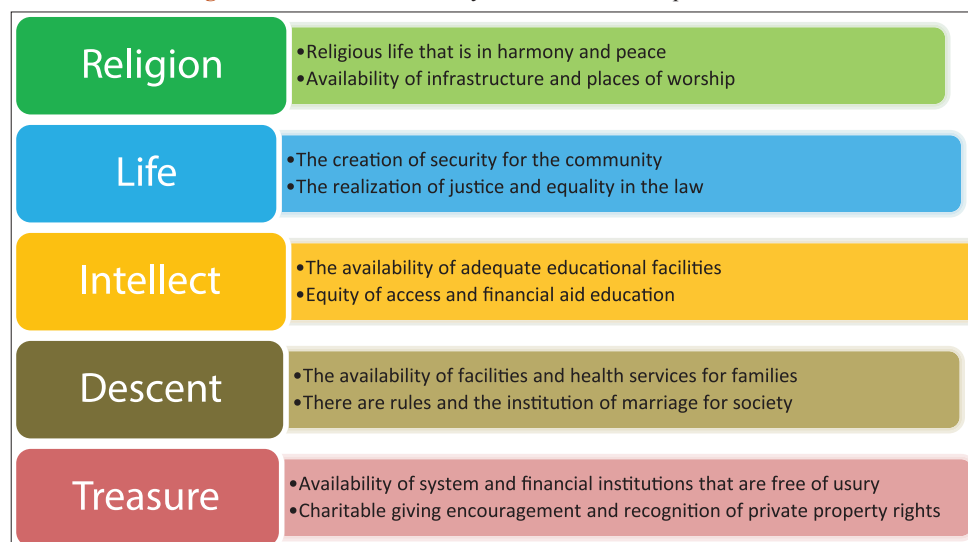 Religion
•Religious life that is in harmony and peace
•Availability of infrastructure and places of worship
Life
•The creation of security for the community
•The realization of justice and equality in the law
Intellect
•The availability of adequate educational facilities
•Equity of access and financial aid education
Descent
•The availability of facilities and health services for families
•There are rules and the institution of marriage for society
Treasure
•Availability of system and financial institutions that are free of usury
•Charitable giving encouragement and recognition of private property rights